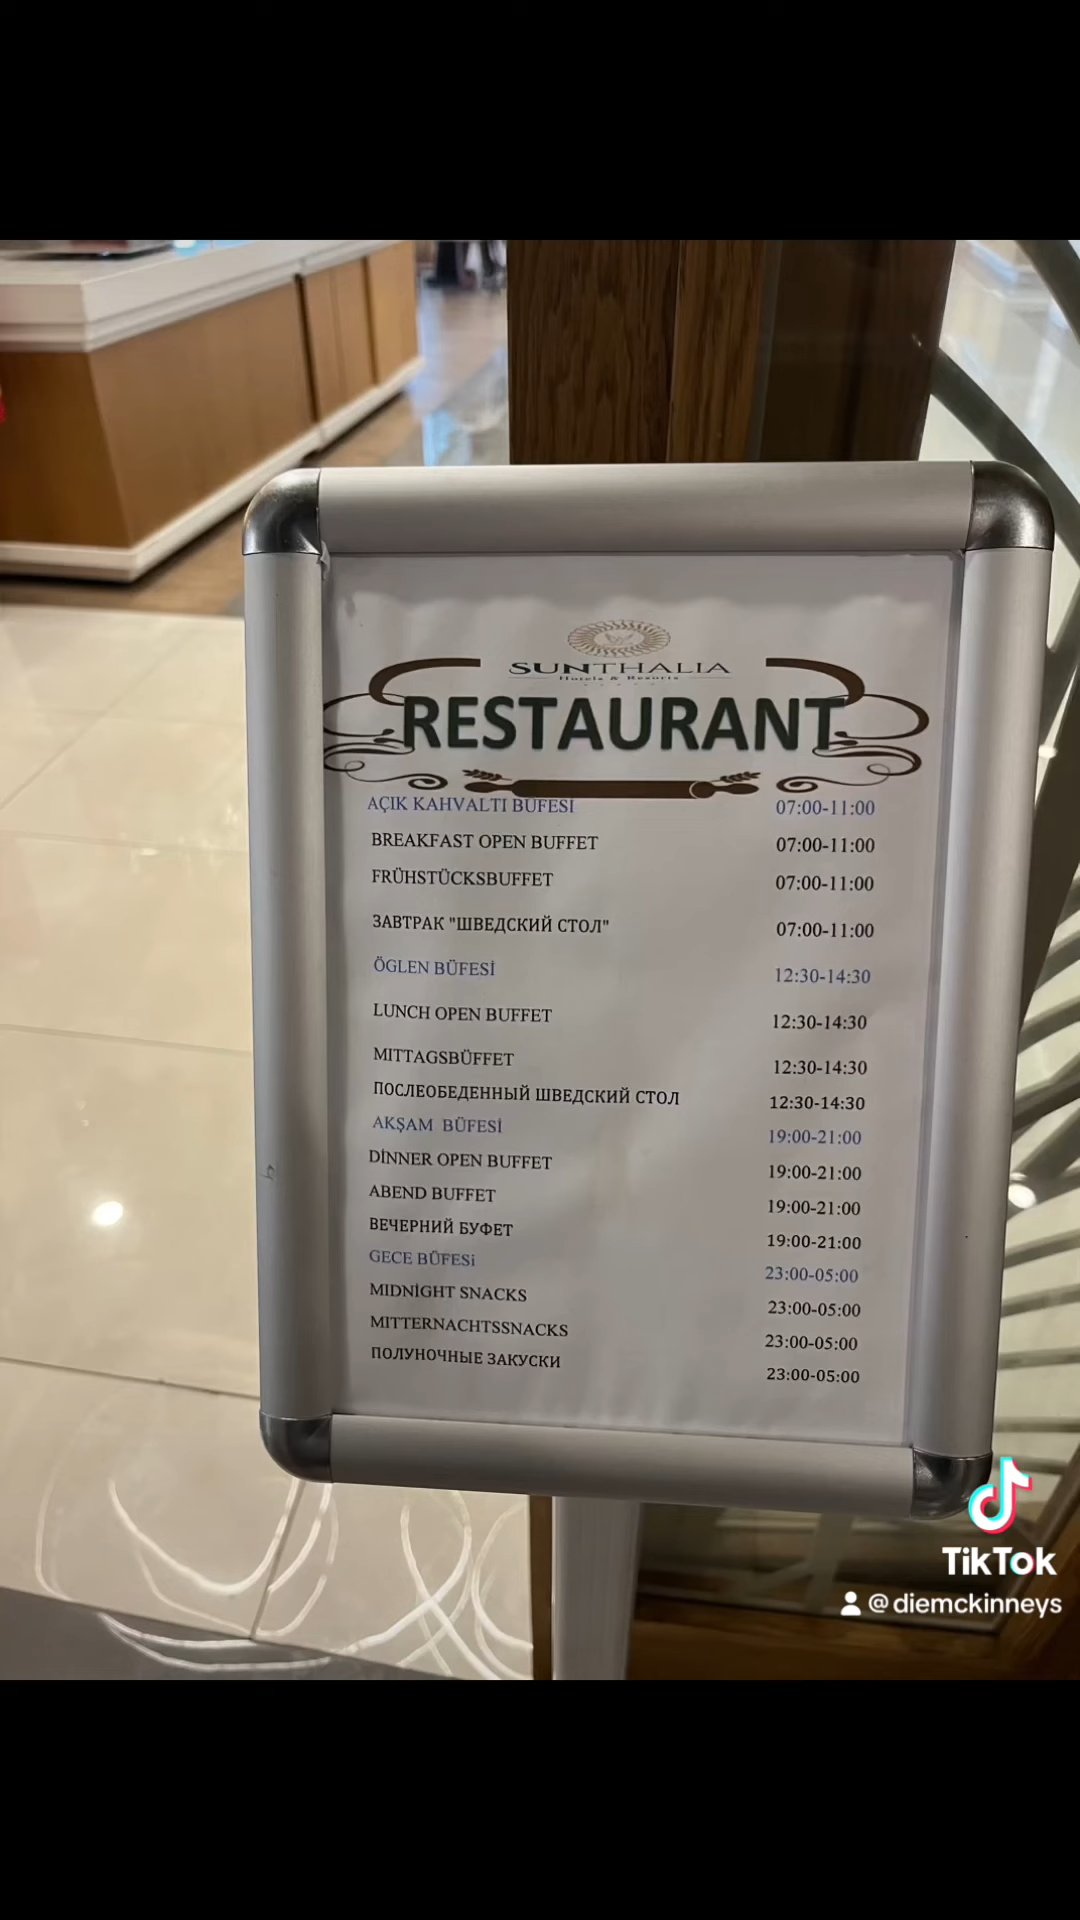 SUNTHALIA
Hotels & Resorts
RESTAURANT
AÇIK KAHVALTI BÜFESİ 07:00-11:00
BREAKFAST OPEN BUFFET 07:00-11:00
FRÜHSTÜCKSBUFFET 07:00-11:00
ЗАВТРАК "ШВЕДСКИЙ СТОЛ" 07:00-11:00
ÖGLEN BÜFESİ 12:30-14:30
LUNCH OPEN BUFFET 12:30-14:30
MITTAGSBÜFFET 12:30-14:30
ПОСЛЕОБЕДЕННЫЙ ШВЕДСКИЙ СТОЛ 12:30-14:30
AKŞAM BÜFESİ 19:00-21:00
DİNNER OPEN BUFFET 19:00-21:00
ABEND BUFFET 19:00-21:00
ВЕЧЕРНИЙ БУФЕТ 19:00-21:00
GECE BÜFESi 23:00-05:00
MIDNİGHT SNACKS 23:00-05:00
MITTERNACHTSSNACKS 23:00-05:00
ПОЛУНОЧНЫЕ ЗАКУСКИ 23:00-05:00
TikTok
@diemckinneys